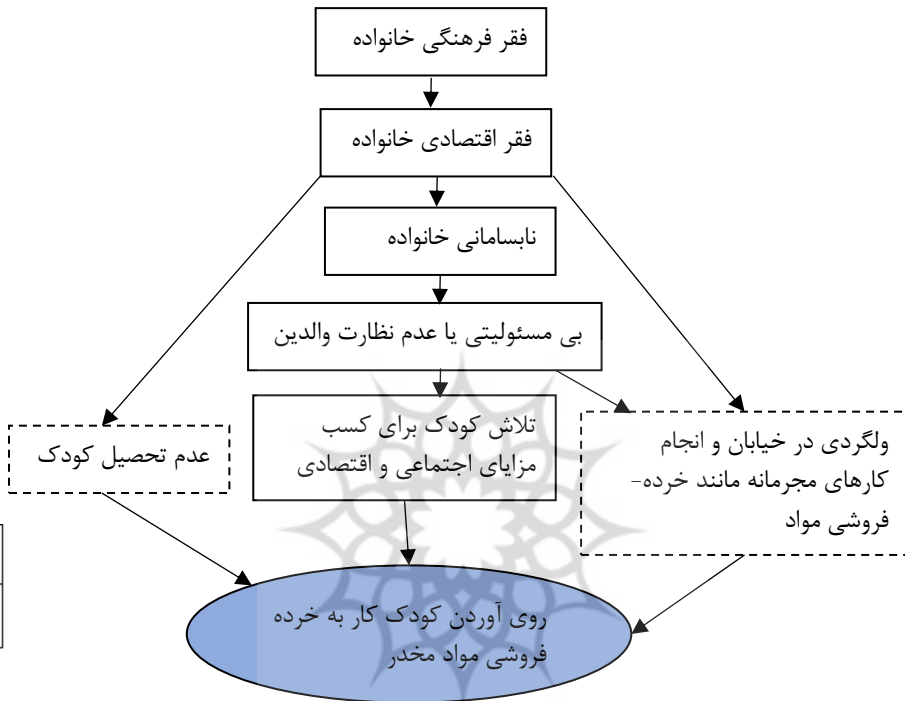 فقر فرهنگی خانواده
فقر اقتصادی خانواده
نابسامانی خانواده
بی مسئولیتی یا عدم نظارت والدین
تلاش کودک برای کسب
مزایای اجتماعی و اقتصادی
ولگردی در خیابان و انجام
کارهای مجرمانه مانند خرده-
فروشی مواد
عدم تحصیل کودک
روی آوردن کودک کار به خرده
فروشی مواد مخدر